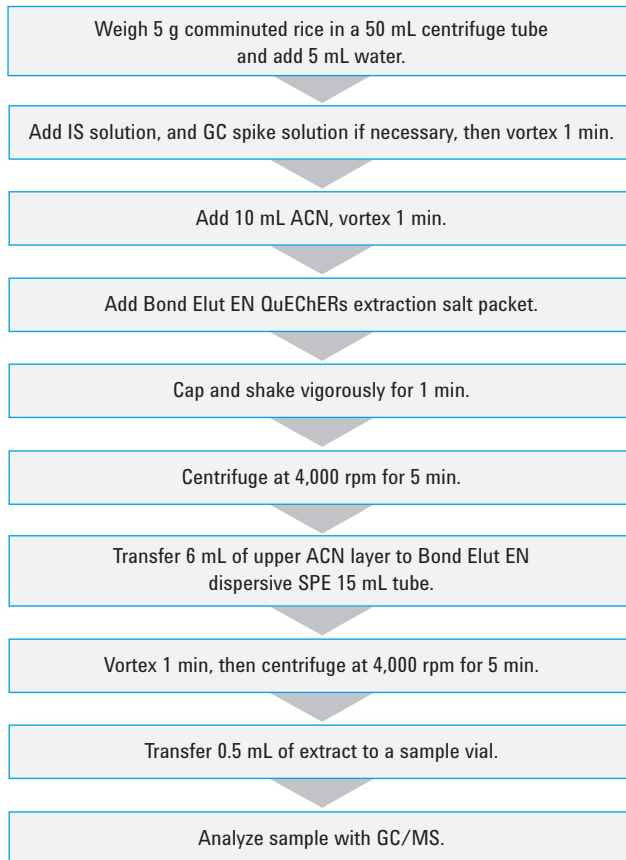 Weigh 5 g comminuted rice in a 50 mL centrifuge tube
and add 5 mL water.
Add IS solution, and GC spike solution if necessary, then vortex 1 min.
Add 10 mL ACN, vortex 1 min.
Add Bond Elut EN QuEChERs extraction salt packet.
Cap and shake vigorously for 1 min.
Centrifuge at 4,000 rpm for 5 min.
Transfer 6 mL of upper ACN layer to Bond Elut EN
dispersive SPE 15 mL tube.
Vortex 1 min, then centrifuge at 4,000 rpm for 5 min.
Transfer 0.5 mL of extract to a sample vial.
Analyze sample with GC/MS.